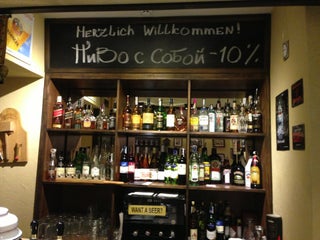 Herzlich Willkommen!
ПиВо с Собой -10%
WANT A BEER?